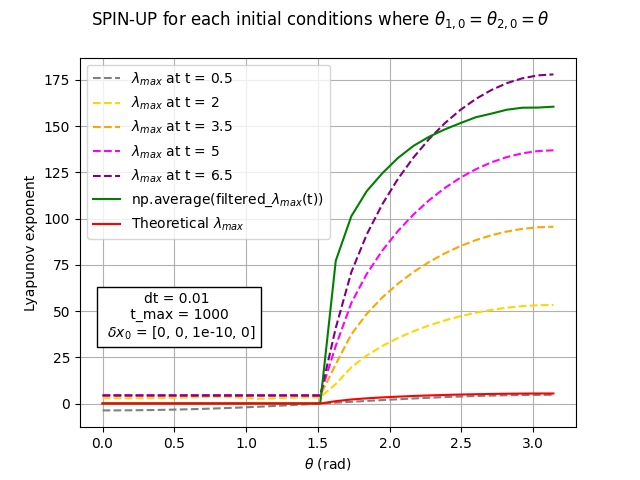 SPIN-UP for each initial conditions where θ₁,₀ = θ₂,₀ = θ
Lyapunov exponent
175
150
125
100
75
50
25
0
λₘₐₓ at t = 0.5
λₘₐₓ at t = 2
λₘₐₓ at t = 3.5
λₘₐₓ at t = 5
λₘₐₓ at t = 6.5
np.average(filtered_λₘₐₓ(t))
Theoretical λₘₐₓ
dt = 0.01
t_max = 1000
δx₀ = [0, 0, 1e-10, 0]
0.0 0.5 1.0 1.5 2.0 2.5 3.0
θ (rad)